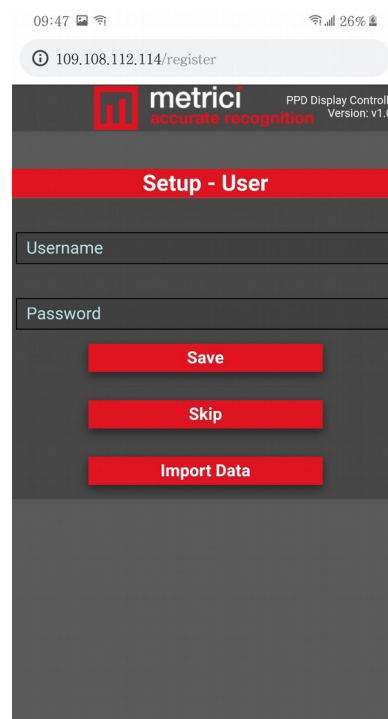 09:47 26%
109.108.112.114/register
metrici
accurate recognition
PPD Display Controll
Version: v1.0
Setup - User
Username
Password
Save
Skip
Import Data